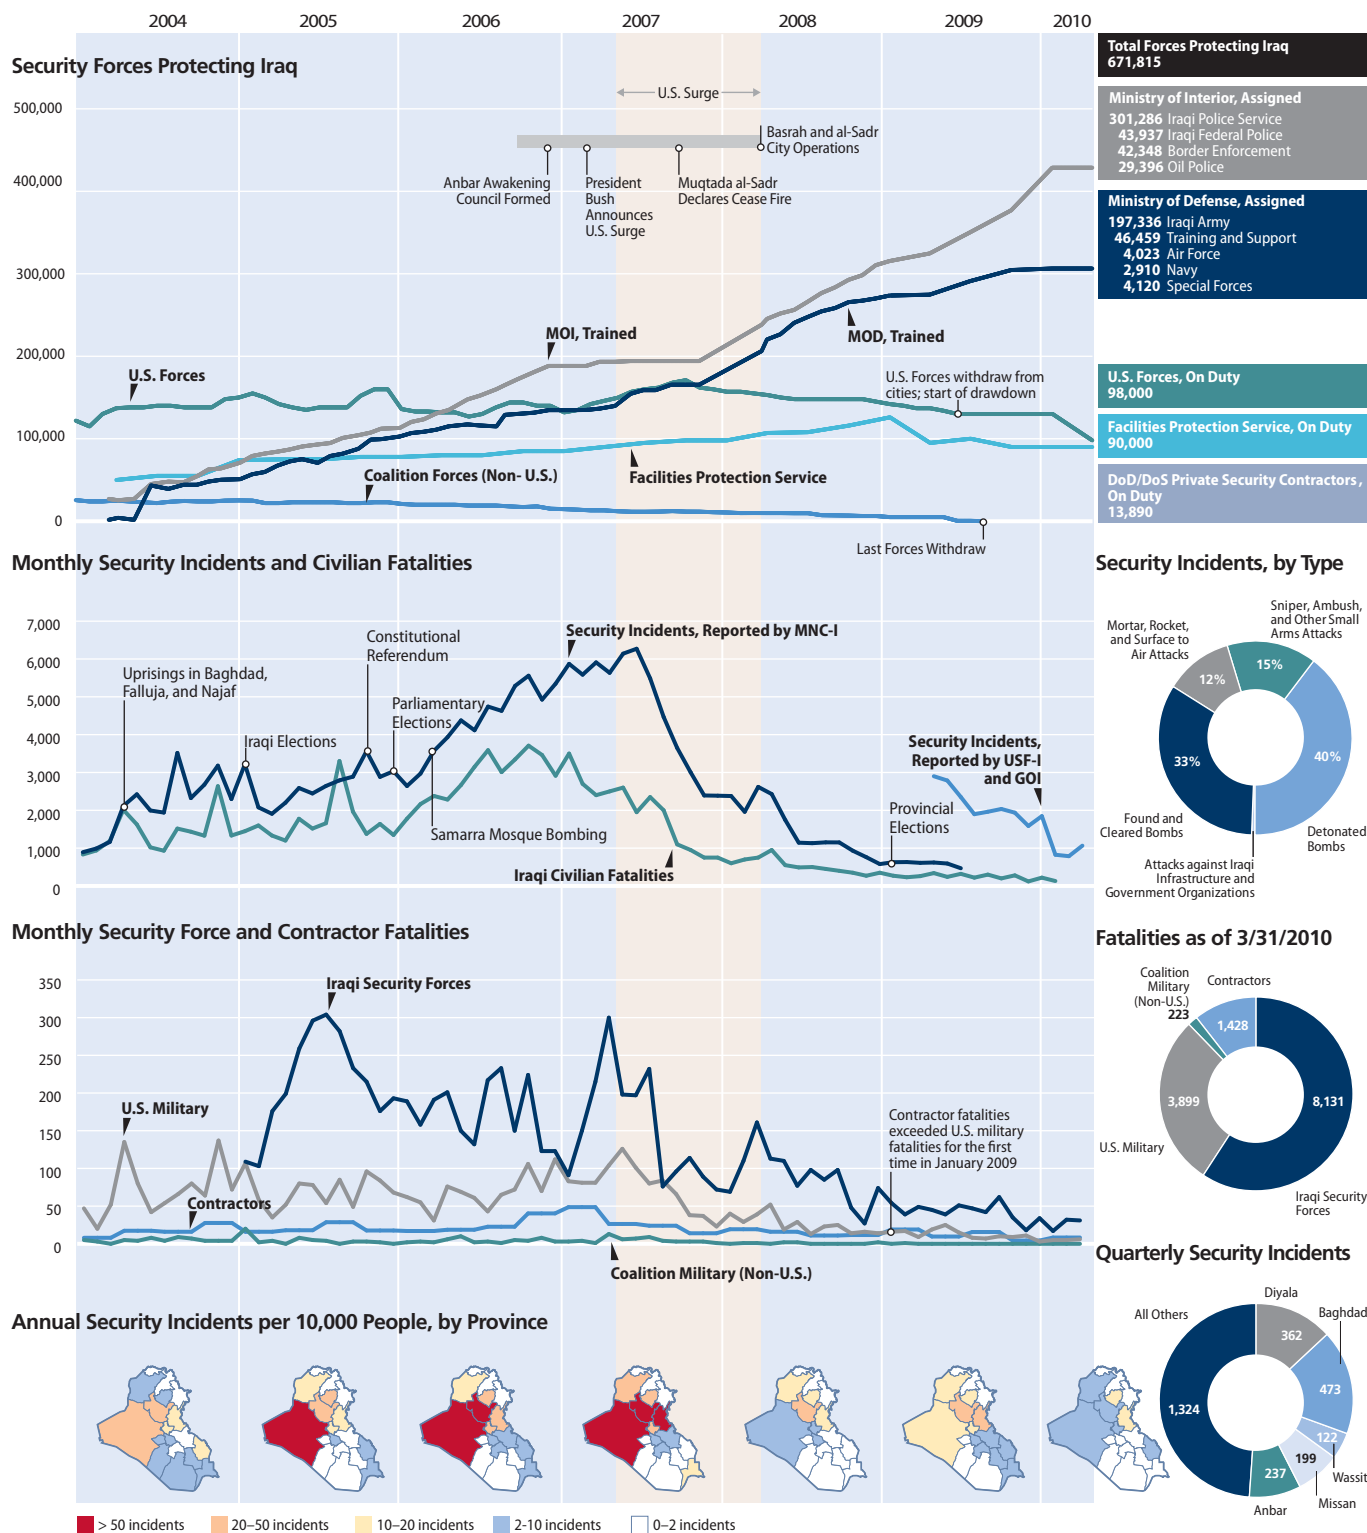 2004 2005 2006 2007 2008 2009 2010
Security Forces Protecting Iraq
500,000
400,000
300,000
200,000
100,000
0
U.S. Surge
Basrah and al-Sadr
City Operations
Anbar Awakening
Council Formed
President
Bush
Announces
U.S. Surge
Muqtada al-Sadr
Declares Cease Fire
MOI, Trained
MOD, Trained
U.S. Forces
U.S. Forces withdraw from
cities; start of drawdown
Coalition Forces (Non- U.S.)
Facilities Protection Service
Last Forces Withdraw
Total Forces Protecting Iraq
671,815
Ministry of Interior, Assigned
301,286 Iraqi Police Service
43,937 Iraqi Federal Police
42,348 Border Enforcement
29,396 Oil Police
Ministry of Defense, Assigned
197,336 Iraqi Army
46,459 Training and Support
4,023 Air Force
2,910 Navy
4,120 Special Forces
U.S. Forces, On Duty
98,000
Facilities Protection Service, On Duty
90,000
DoD/DoS Private Security Contractors,
On Duty
13,890
Monthly Security Incidents and Civilian Fatalities
7,000
6,000
5,000
4,000
3,000
2,000
1,000
0
Uprisings in Baghdad,
Falluja, and Najaf
Iraqi Elections
Constitutional
Referendum
Parliamentary
Elections
Samarra Mosque Bombing
Security Incidents, Reported by MNC-I
Iraqi Civilian Fatalities
Security Incidents,
Reported by USF-I
and GOI
Provincial
Elections
Security Incidents, by Type
Mortar, Rocket,
and Surface to
Air Attacks
Sniper, Ambush,
and Other Small
Arms Attacks
12%
15%
33%
40%
Found and
Cleared Bombs
Detonated
Bombs
Attacks against Iraqi
Infrastructure and
Government Organizations
Monthly Security Force and Contractor Fatalities
350
300
250
200
150
100
50
0
Iraqi Security Forces
U.S. Military
Contractors
Coalition Military (Non-U.S.)
Contractor fatalities
exceeded U.S. military
fatalities for the first
time in January 2009
Fatalities as of 3/31/2010
Coalition
Military
(Non-U.S.)
223
Contractors
1,428
3,899
8,131
U.S. Military
Iraqi Security
Forces
Annual Security Incidents per 10,000 People, by Province
> 50 incidents
20–50 incidents
10–20 incidents
2-10 incidents
0–2 incidents
Quarterly Security Incidents
Diyala
All Others
Baghdad
362
473
1,324
122
199
237
Wassit
Missan
Anbar